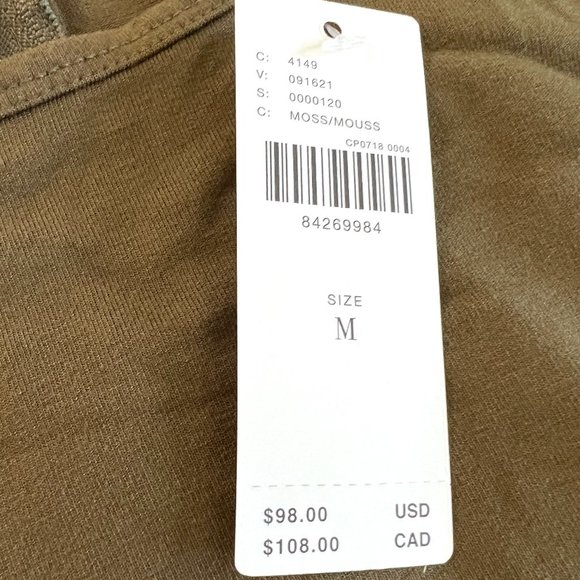 C: 4149
V: 091621
S: 0000120
C: MOSS/MOUSS
CP0718 0004
84269984
SIZE
M
$98.00 USD
$108.00 CAD